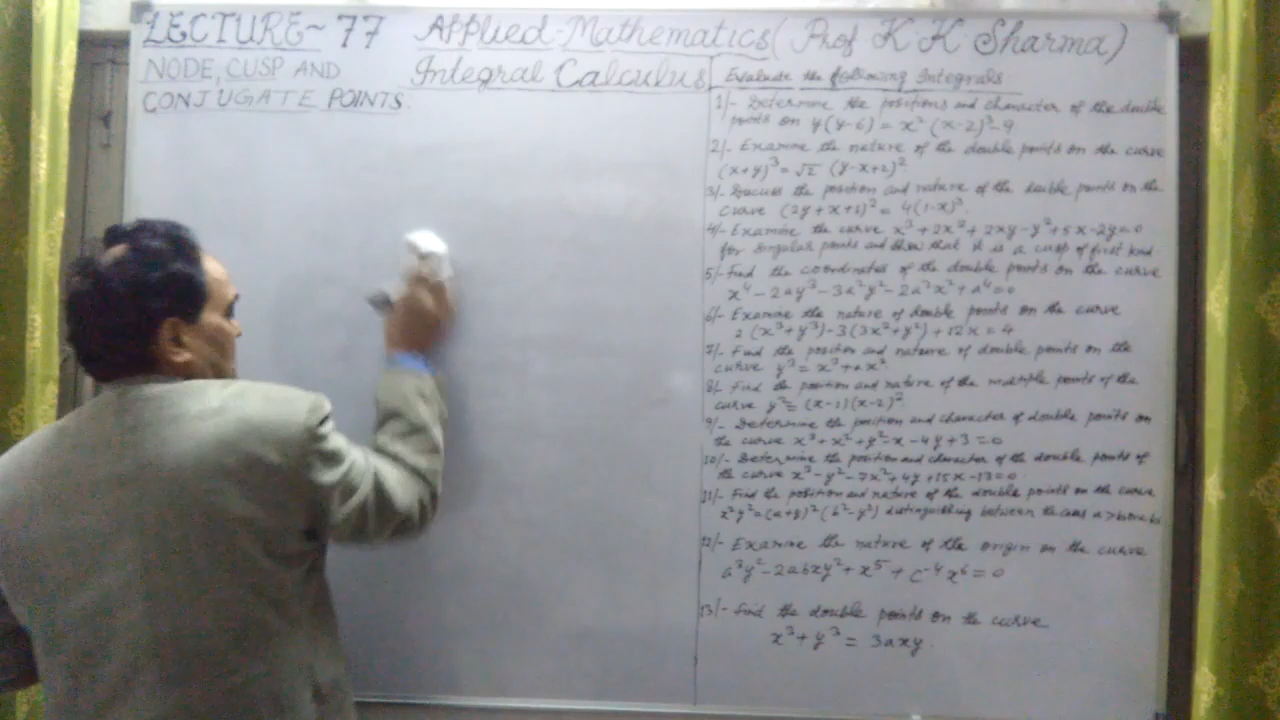 LECTURE~77 Applied-Mathematics (Prof K. K. Sharma)
NODE, CUSP AND
CONJUGATE POINTS.
Integral Calculus
Evaluate the following Integrals
1/- Determine the positions and character of the double
points on y(y-6) = x²(x-2)³-9
2/- Examine the nature of the double points on the curve
(x+y)³ = √2 (y-x+2)²
3/- Discuss the position and nature of the double points on the
curve (2y+x+1)² = 4(1-x)⁵
4/- Examine the curve x³+2x²+2xy-y²+5x-2y=0
for singular points and show that it is a cusp of first kind
5/- Find the coordinates of the double points on the curve
x⁴-2ay³-3a²y²-2a²x²+a⁴=0
6/- Examine the nature of double points on the curve
2(x³+y³)-3(3x²+y²)+12x=4
7/- Find the position and nature of double points on the
curve y³=x³+ax²
8/- Find the position and nature of the multiple points of the
curve y²=(x-1)(x-2)²
9/- Determine the position and character of double points on
the curve x³+x²+y²-x-4y+3=0
10/- Determine the position and character of the double points of
the curve x³-y²-7x²+4y+15x-13=0
11/- Find the position and nature of the double points on the curve
x²y²=(a+y)²(b²-y²) distinguishing between the cases
12/- Examine the nature of the origin on the curve
a³y²-2abxy²+x⁵+c⁻⁴x⁶=0
13/- Find the double points on the curve
x³+y³=3axy.